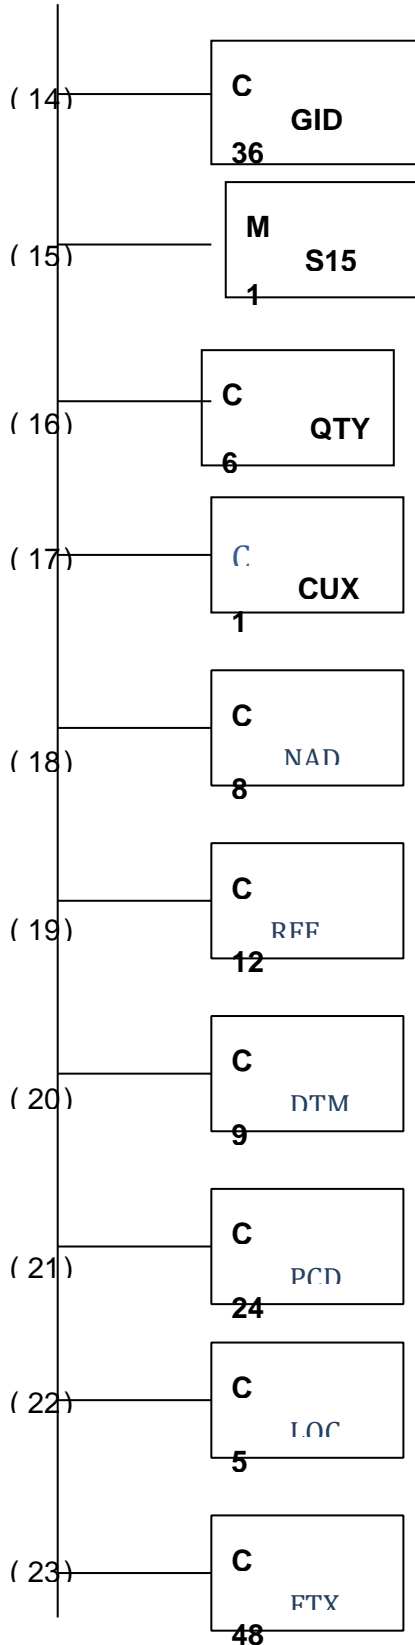 ( 14)
C
GID
36
( 15)
M
S15
1
( 16)
C
QTY
6
( 17)
C
CUX
1
( 18)
C
NAD
8
( 19)
C
RFF
12
( 20)
C
DTM
9
( 21)
C
PCD
24
( 22)
C
LOC
5
( 23)
C
FTX
48